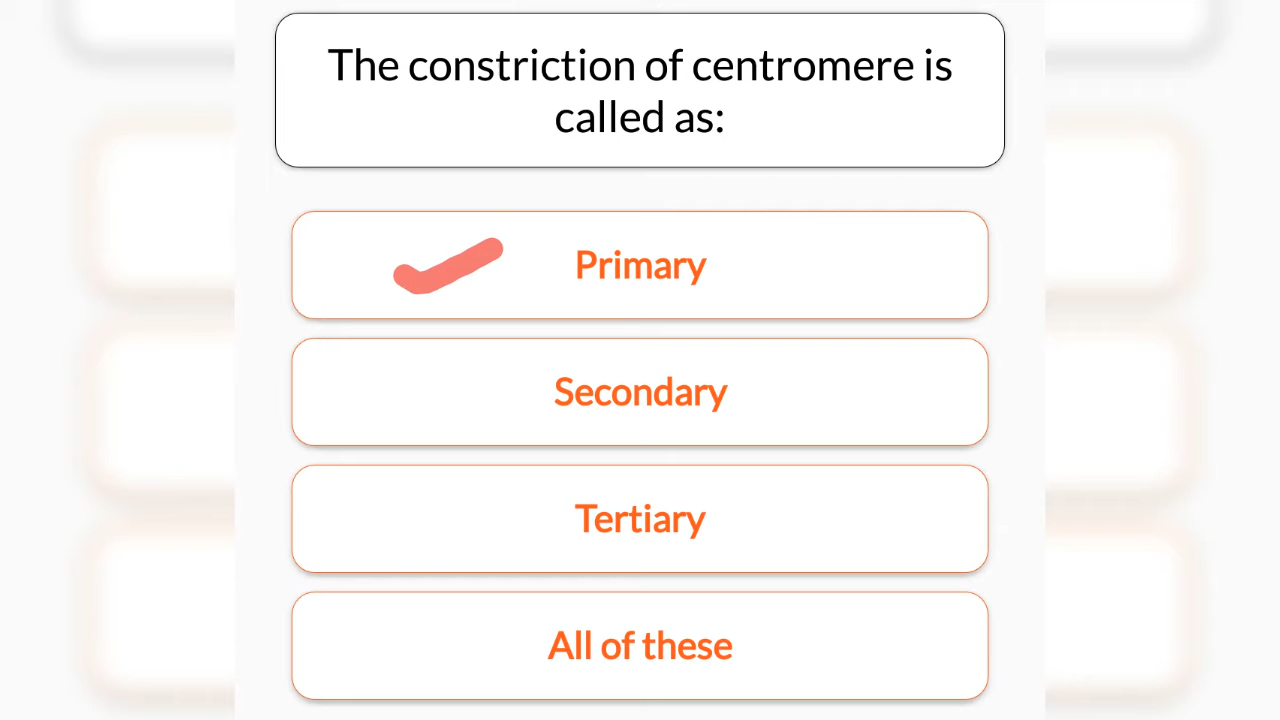 The constriction of centromere is
called as:
Primary
Secondary
Tertiary
All of these